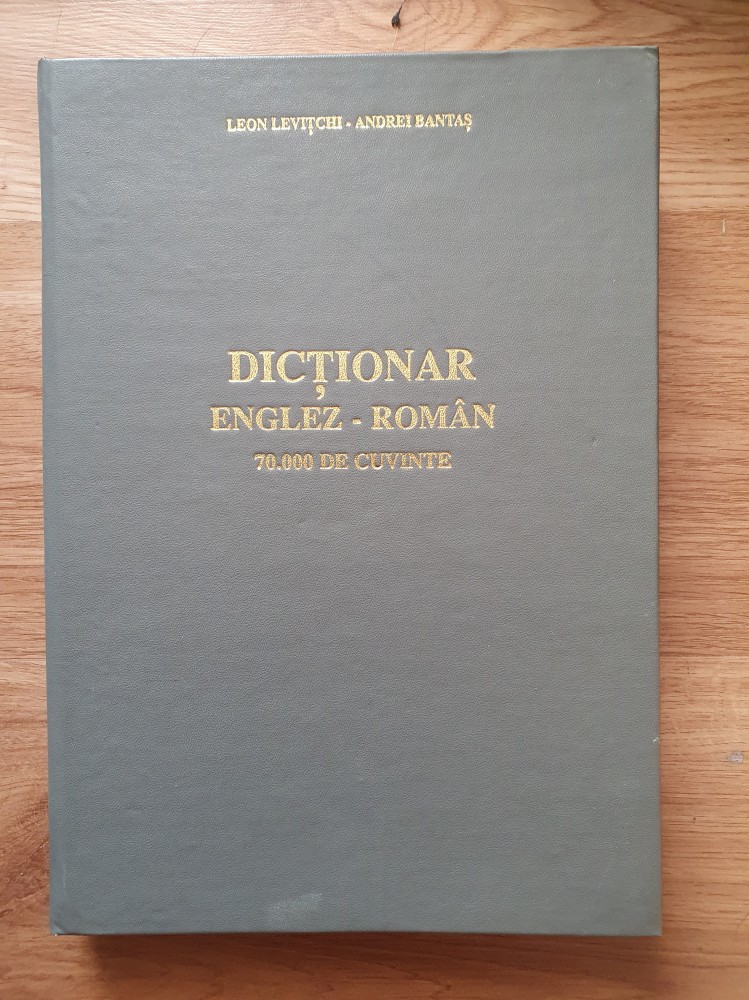 LEON LEVIȚCHI - ANDREI BANTAȘ
DICȚIONAR
ENGLEZ - ROMÂN
70.000 DE CUVINTE